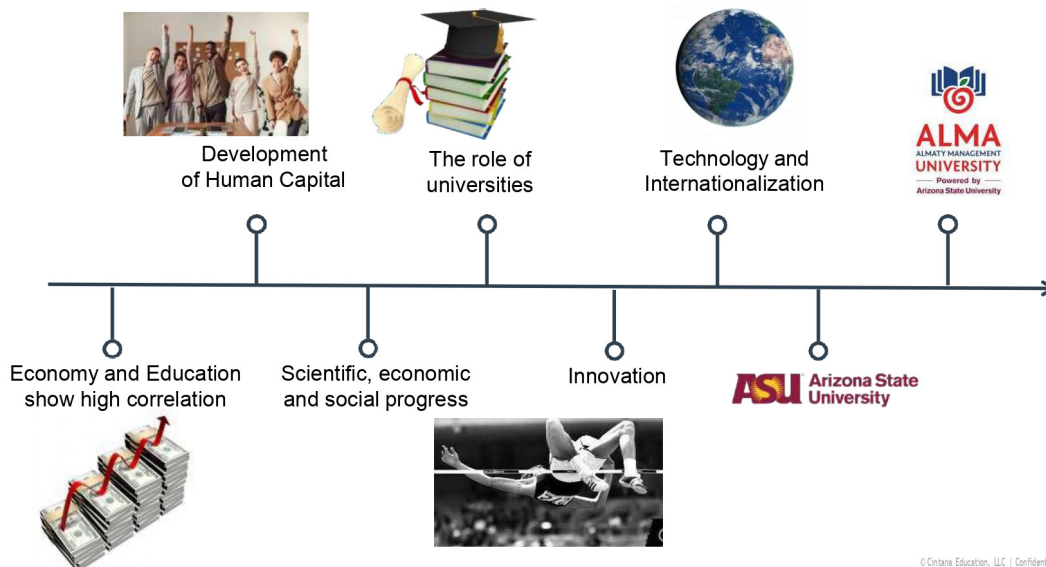 Development
of Human Capital
The role of
universities
Technology and
Internationalization
ALMA
ALMATY MANAGEMENT
UNIVERSITY
Powered by
Arizona State University
Economy and Education
show high correlation
Scientific, economic
and social progress
Innovation
ASU Arizona State
University
© Cintana Education, LLC | Confident